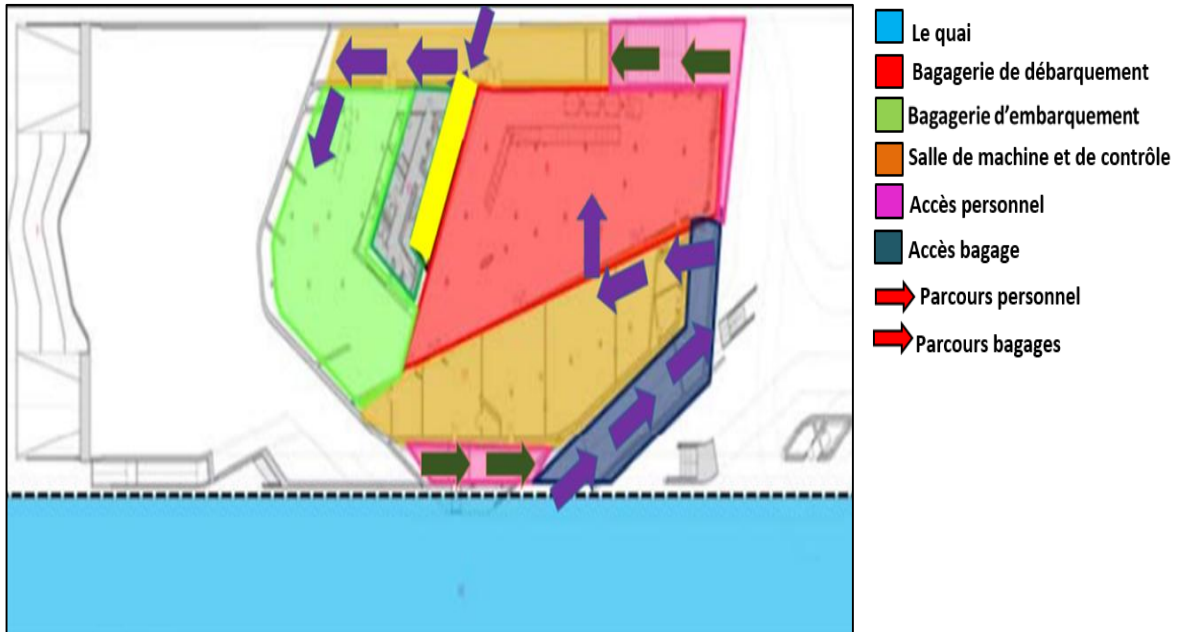 Le quai
Bagagerie de débarquement
Bagagerie d’embarquement
Salle de machine et de contrôle
Accès personnel
Accès bagage
Parcours personnel
Parcours bagages